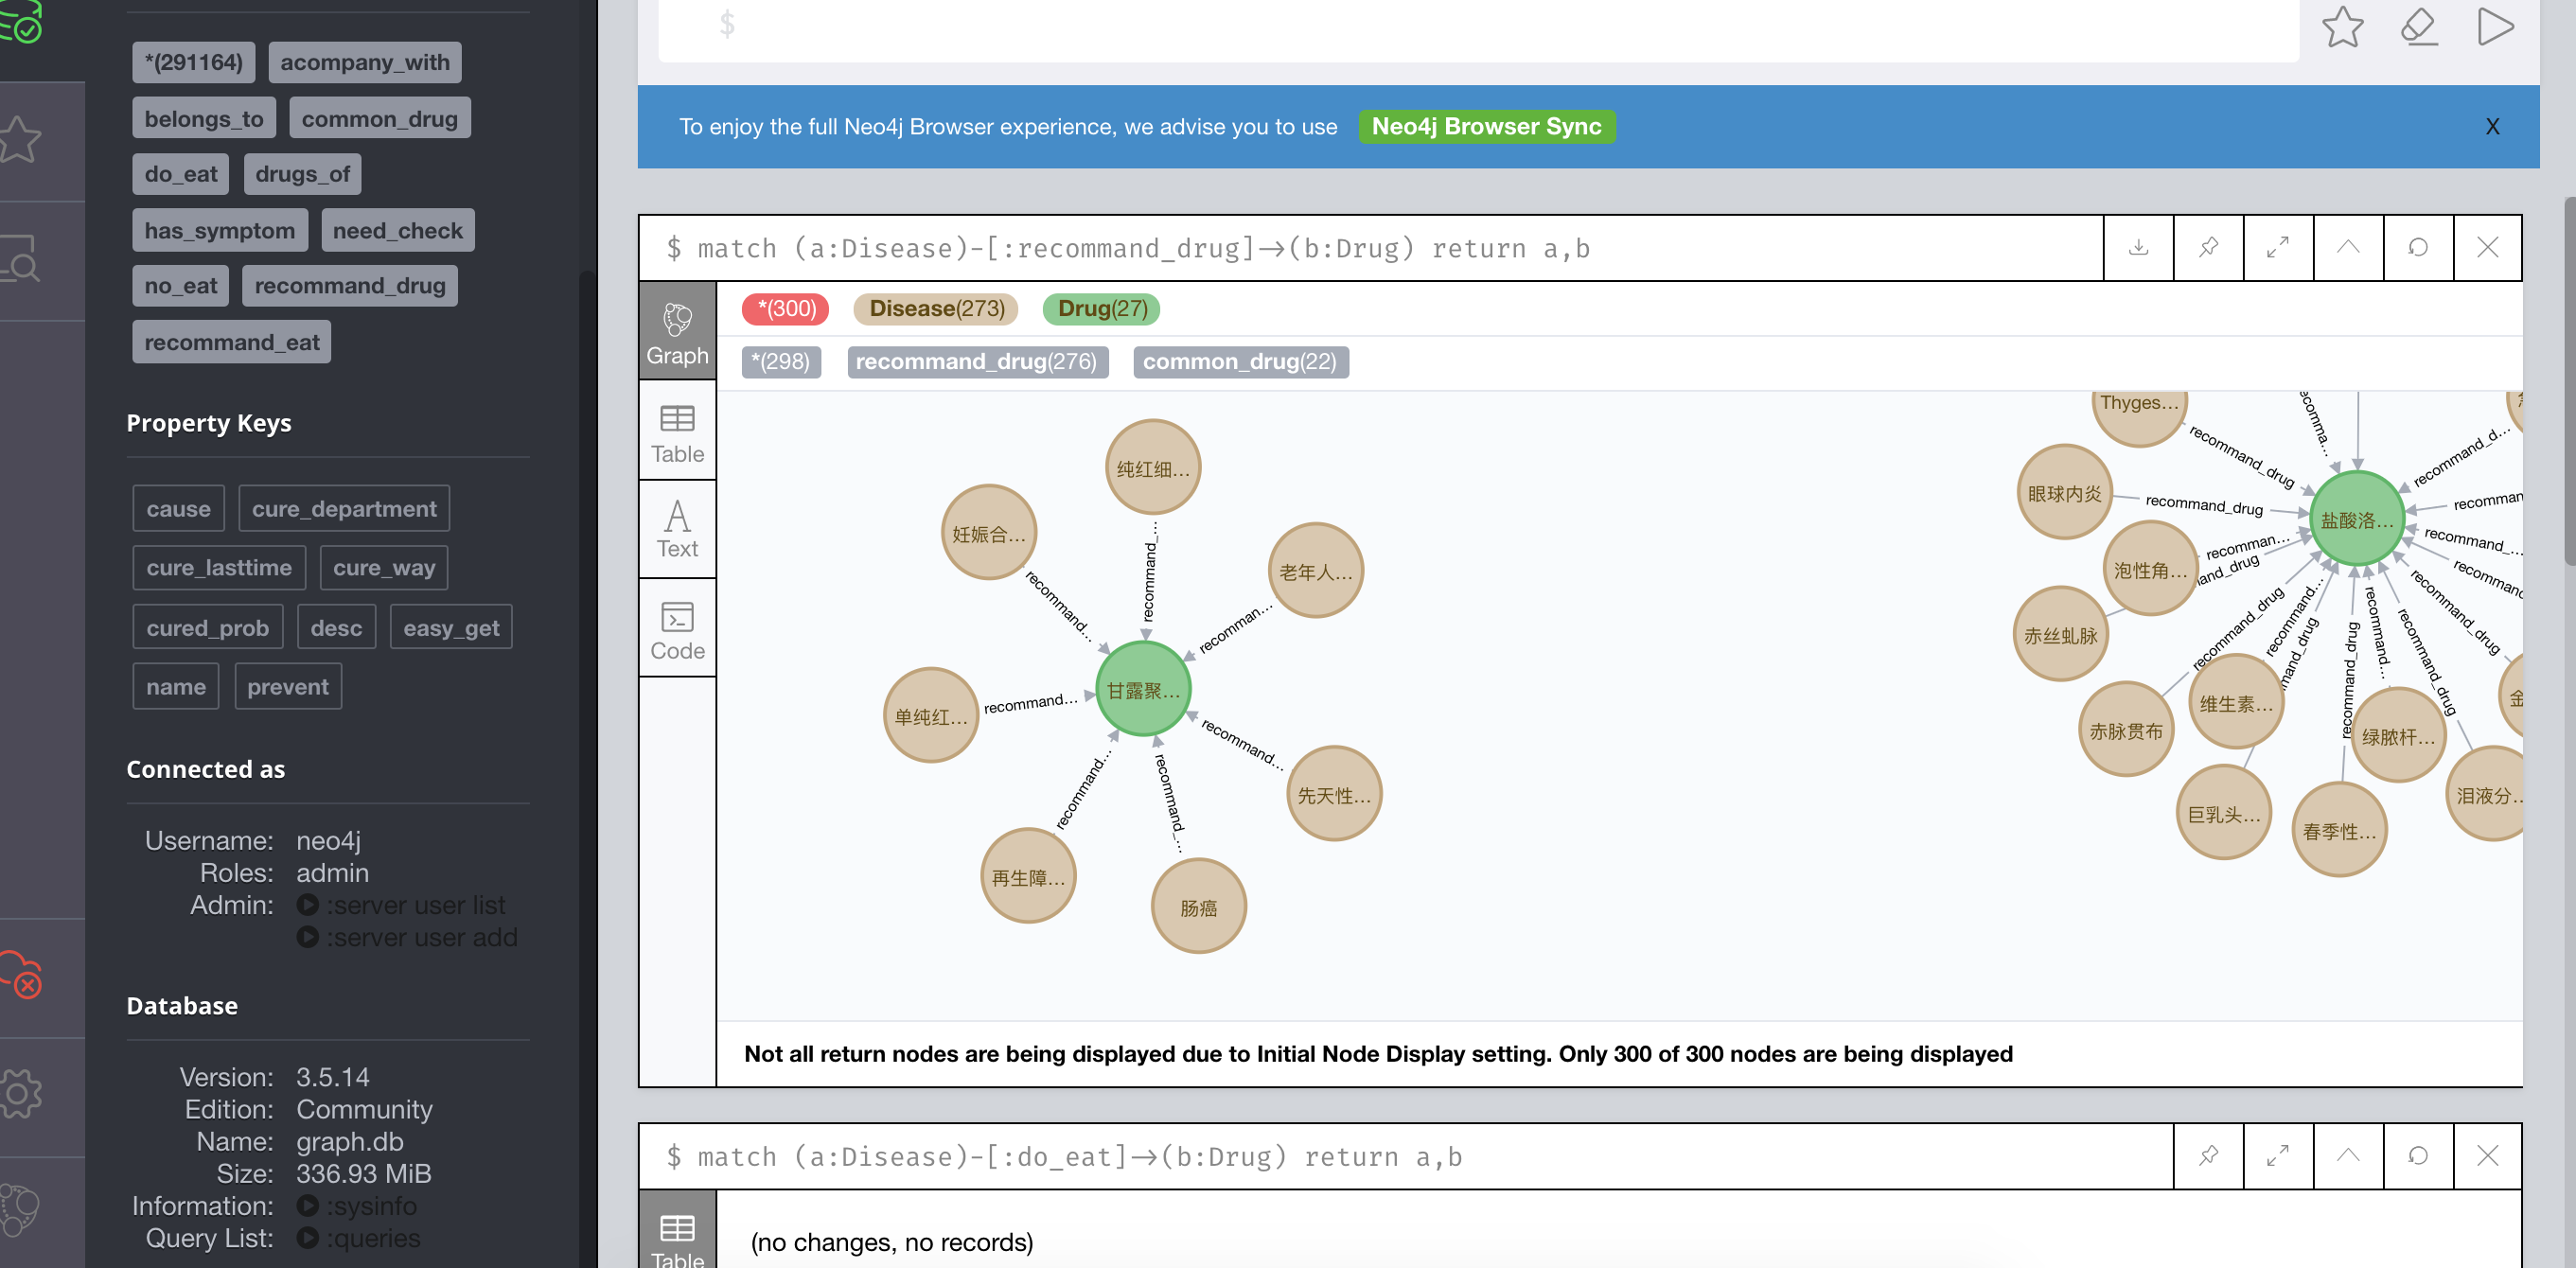 *(291164) acompany_with
belongs_to common_drug
do_eat drugs_of
has_symptom need_check
no_eat recommand_drug
recommand_eat
Property Keys
cause cure_department
cure_lasttime cure_way
cured_prob desc easy_get
name prevent
Connected as
Username: neo4j
Roles: admin
Admin: :server user list
:server user add
Database
Version: 3.5.14
Edition: Community
Name: graph.db
Size: 336.93 MiB
Information: :sysinfo
Query List: :queries
$
To enjoy the full Neo4j Browser experience, we advise you to use Neo4j Browser Sync X
$ match (a:Disease)-[:recommand_drug]->(b:Drug) return a,b
Graph
Table
Text
Code
*(300) Disease(273) Drug(27)
*(298) recommand_drug(276) common_drug(22)
纯红细...
妊娠合...
老年人...
甘露聚...
单纯红...
先天性...
再生障...
肠癌
recommand_...
recommand...
recomman...
recommand...
recommand...
recommand...
recommand_...
Thyges...
眼球内炎
盐酸洛...
泡性角...
赤丝虬脉
维生素...
赤脉贯布
绿脓杆...
巨乳头...
春季性...
泪液分...
金
recommand_drug
ecomma...
recommand_d...
recommand_drug
recomman
recomman...
and_drug
recommand_...
recommand
recommand_drug
recommand...
mand_drug
recommand_drug
recommand...
recommand_drug
recommand_drug
Not all return nodes are being displayed due to Initial Node Display setting. Only 300 of 300 nodes are being displayed
$ match (a:Disease)-[:do_eat]->(b:Drug) return a,b
Table
(no changes, no records)